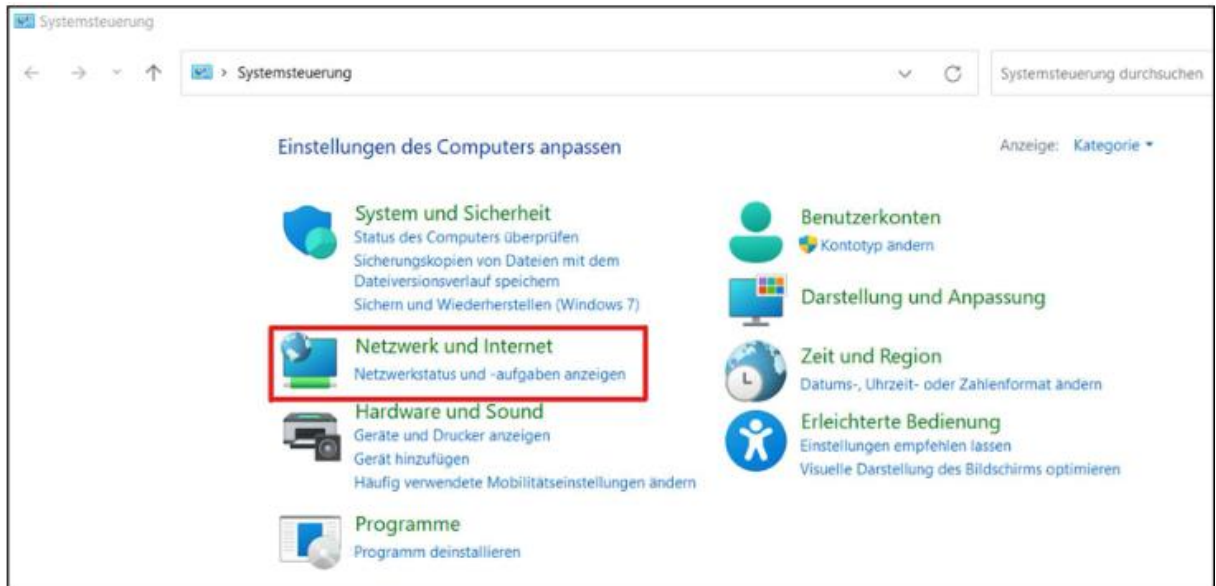 Systemsteuerung
Systemsteuerung
Systemsteuerung durchsuchen
Einstellungen des Computers anpassen
Anzeige: Kategorie
System und Sicherheit
Status des Computers überprüfen
Sicherungskopien von Dateien mit dem
Dateiversionsverlauf speichern
Sichern und Wiederherstellen (Windows 7)
Netzwerk und Internet
Netzwerkstatus und -aufgaben anzeigen
Hardware und Sound
Geräte und Drucker anzeigen
Gerät hinzufügen
Häufig verwendete Mobilitätseinstellungen ändern
Programme
Programm deinstallieren
Benutzerkonten
Kontotyp ändern
Darstellung und Anpassung
Zeit und Region
Datums-, Uhrzeit- oder Zahlenformat ändern
Erleichterte Bedienung
Einstellungen empfehlen lassen
Visuelle Darstellung des Bildschirms optimieren